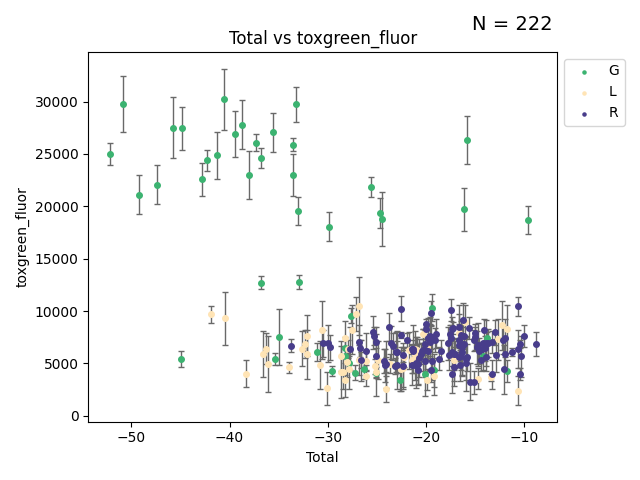 N = 222
Total vs toxgreen_fluor
G
L
R
30000
25000
20000
15000
10000
5000
0
toxgreen_fluor
−50
−40
−30
−20
−10
Total